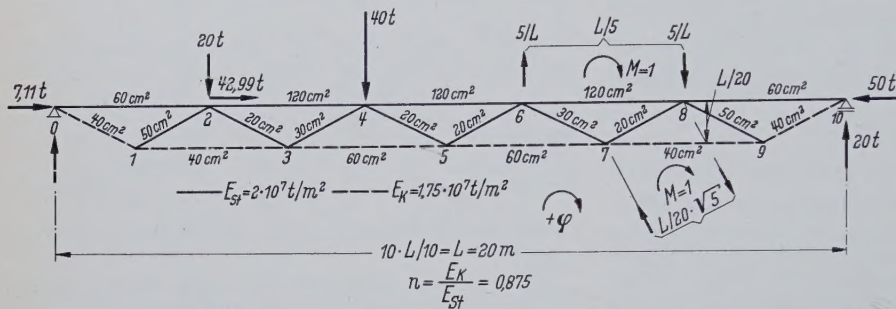 40t
20t
5/L
L/5
5/L
7,11t
42,99t
M=1
L/20
50t
60cm²
120cm²
120cm²
120cm²
60cm²
0
2
4
6
8
10
40cm²
50cm²
20cm²
30cm²
20cm²
20cm²
30cm²
20cm²
50cm²
40cm²
1
3
5
7
9
40cm²
60cm²
60cm²
40cm²
20t
E_St=2·10⁷t/m²
E_K=1,75·10⁷t/m²
+φ
M=1
L/20·√5
10·L/10=L=20m
n=E_K/E_St=0,875